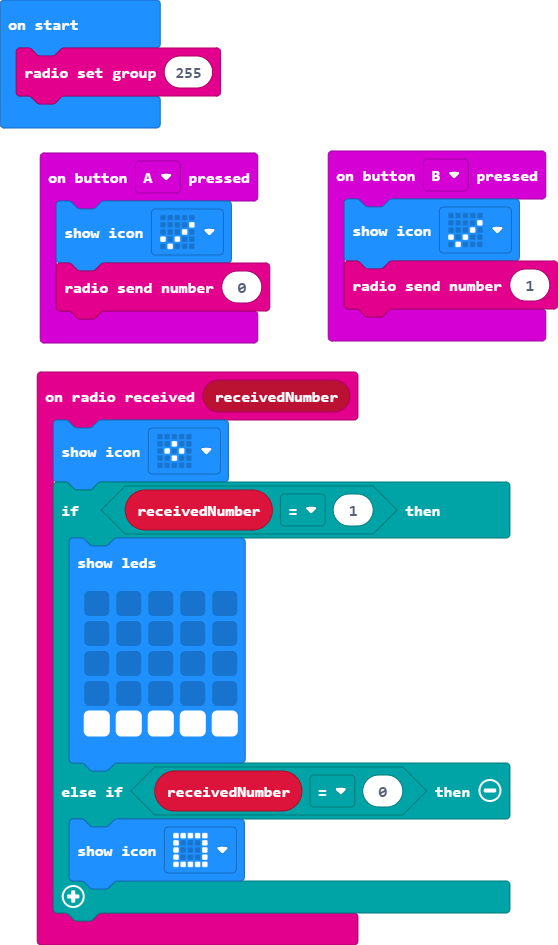 on start
radio set group 255
on button A pressed
show icon
radio send number 0
on button B pressed
show icon
radio send number 1
on radio received receivedNumber
show icon
if receivedNumber = 1 then
show leds
else if receivedNumber = 0 then
show icon